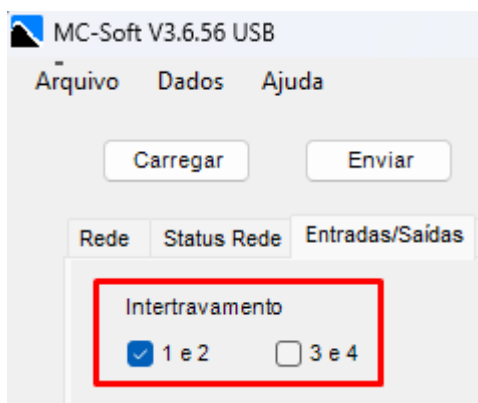 MC-Soft V3.6.56 USB
Arquivo Dados Ajuda
Carregar Enviar
Rede Status Rede Entradas/Saídas
Intertravamento
1 e 2 3 e 4